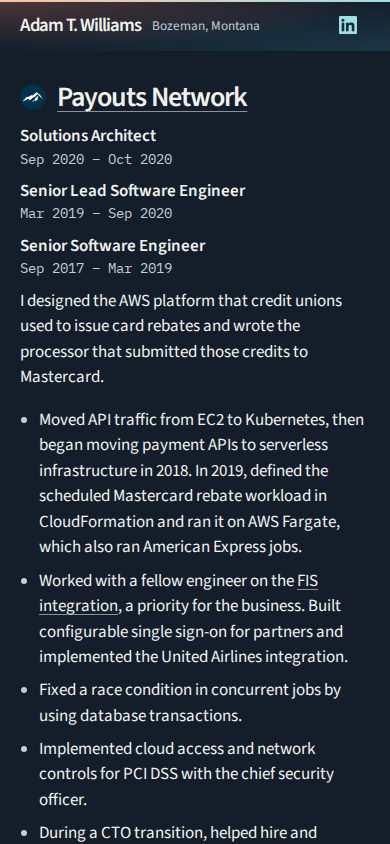 Adam T. Williams Bozeman, Montana in
Payouts Network
Solutions Architect
Sep 2020 – Oct 2020
Senior Lead Software Engineer
Mar 2019 – Sep 2020
Senior Software Engineer
Sep 2017 – Mar 2019
I designed the AWS platform that credit unions
used to issue card rebates and wrote the
processor that submitted those credits to
Mastercard.
• Moved API traffic from EC2 to Kubernetes, then
began moving payment APIs to serverless
infrastructure in 2018. In 2019, defined the
scheduled Mastercard rebate workload in
CloudFormation and ran it on AWS Fargate,
which also ran American Express jobs.
• Worked with a fellow engineer on the FIS
integration, a priority for the business. Built
configurable single sign-on for partners and
implemented the United Airlines integration.
• Fixed a race condition in concurrent jobs by
using database transactions.
• Implemented cloud access and network
controls for PCI DSS with the chief security
officer.
• During a CTO transition, helped hire and